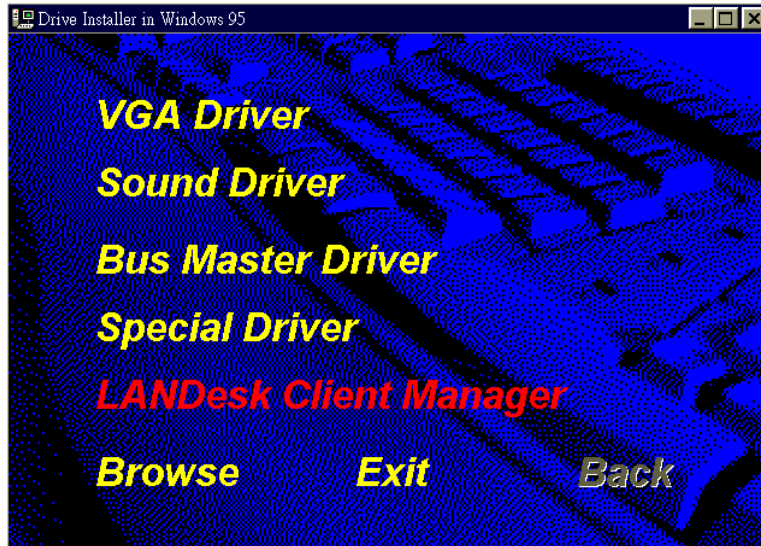 Drive Installer in Windows 95
VGA Driver
Sound Driver
Bus Master Driver
Special Driver
LANDesk Client Manager
Browse Exit Back